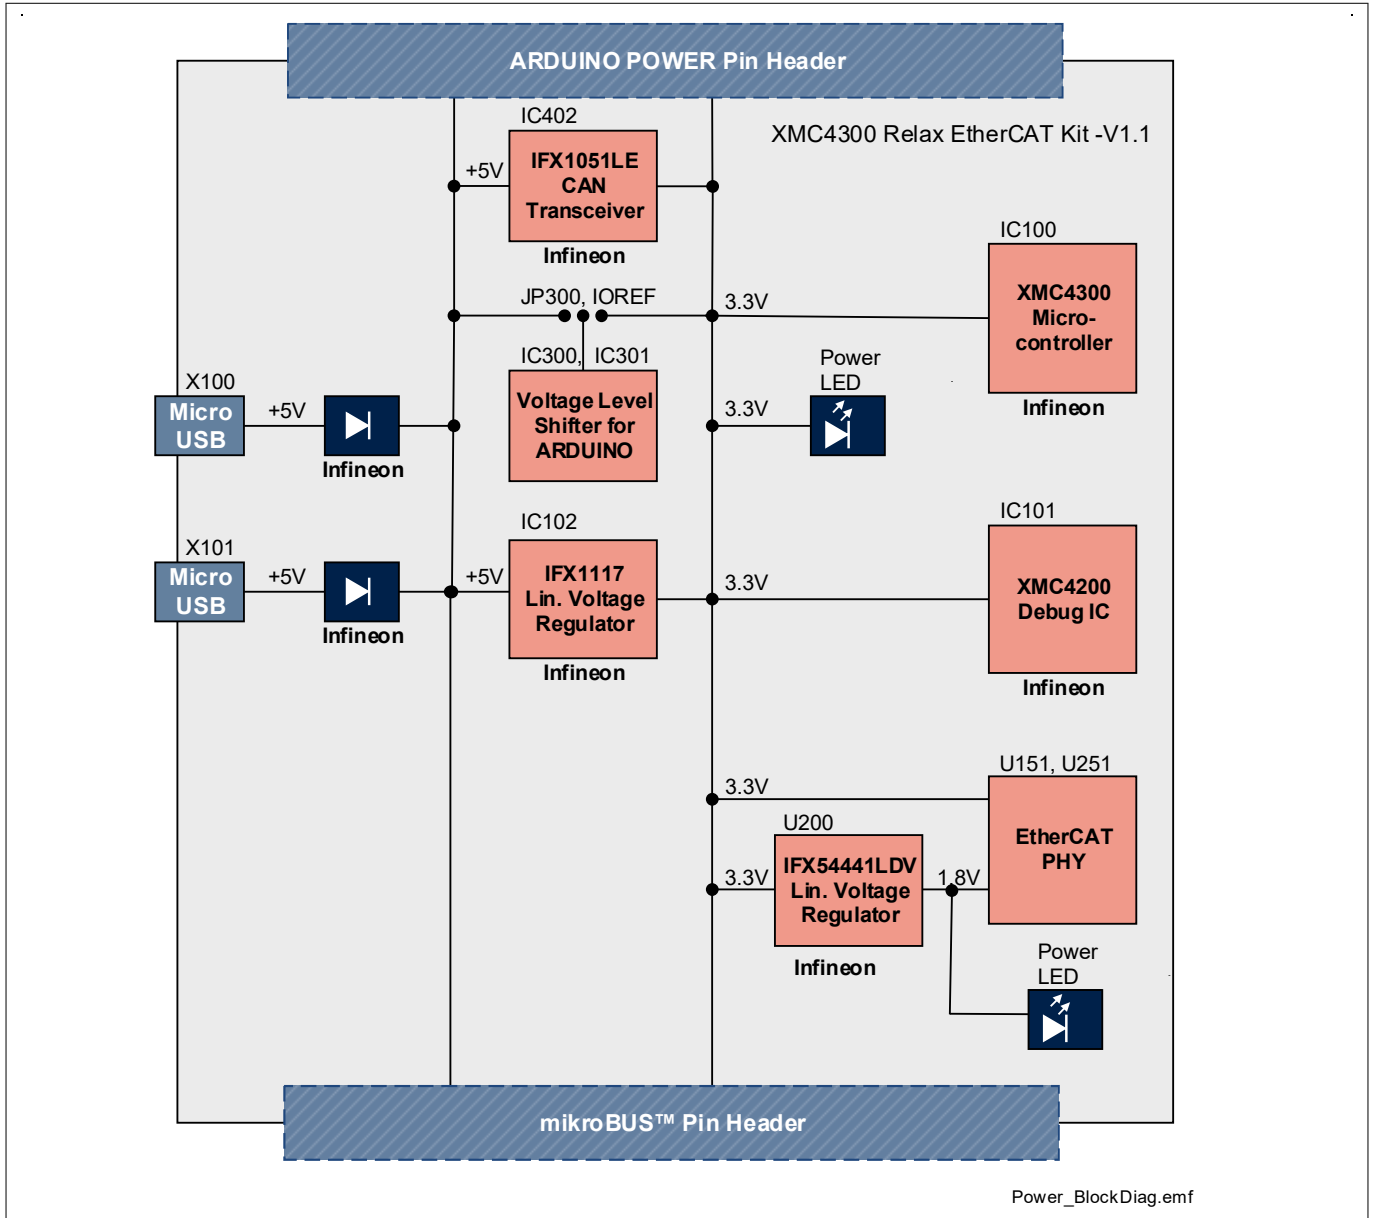 ARDUINO POWER Pin Header
XMC4300 Relax EtherCAT Kit -V1.1
IC402
+5V
IFX1051LE
CAN
Transceiver
Infineon
IC100
XMC4300
Micro-
controller
Infineon
JP300, IOREF
3.3V
IC300, IC301
Voltage Level
Shifter for
ARDUINO
Power
LED
3.3V
X100
Micro
USB
+5V
Infineon
X101
Micro
USB
+5V
Infineon
IC102
+5V
IFX1117
Lin. Voltage
Regulator
Infineon
3.3V
IC101
XMC4200
Debug IC
Infineon
U151, U251
3.3V
EtherCAT
PHY
U200
3.3V
IFX54441LDV
Lin. Voltage
Regulator
Infineon
1.8V
Power
LED
mikroBUS™ Pin Header
Power_BlockDiag.emf